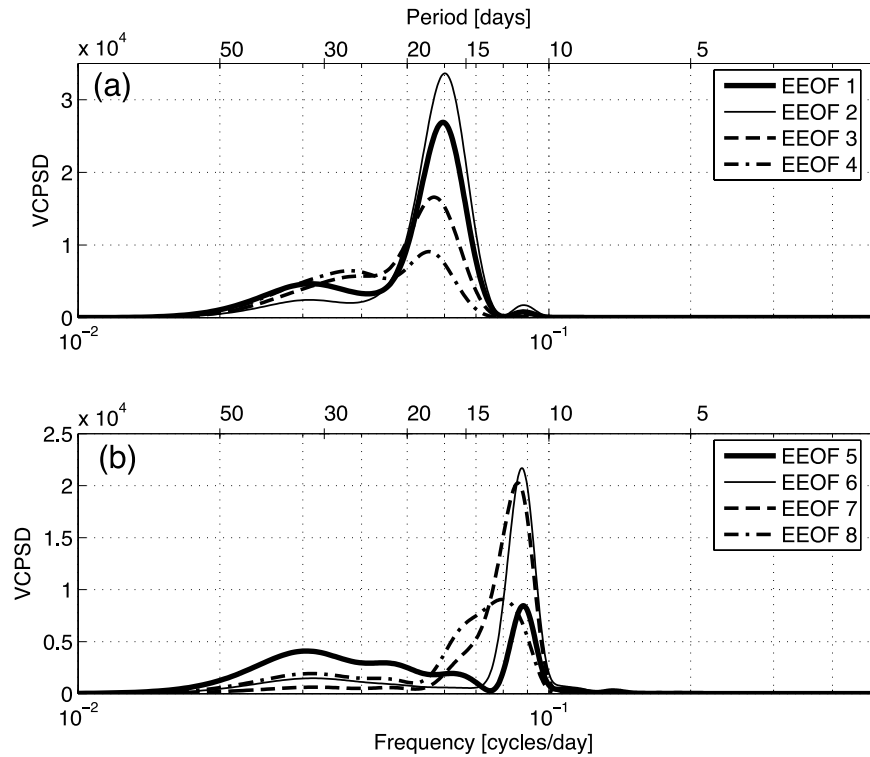 Period [days]
x 10^4 50 30 20 15 10 5
(a)
EEOF 1
EEOF 2
EEOF 3
EEOF 4
VCPSD
3
2
1
0
10^−2 10^−1
x 10^4 50 30 20 15 10 5
(b)
EEOF 5
EEOF 6
EEOF 7
EEOF 8
VCPSD
2.5
2
1.5
1
0.5
0
10^−2 10^−1
Frequency [cycles/day]